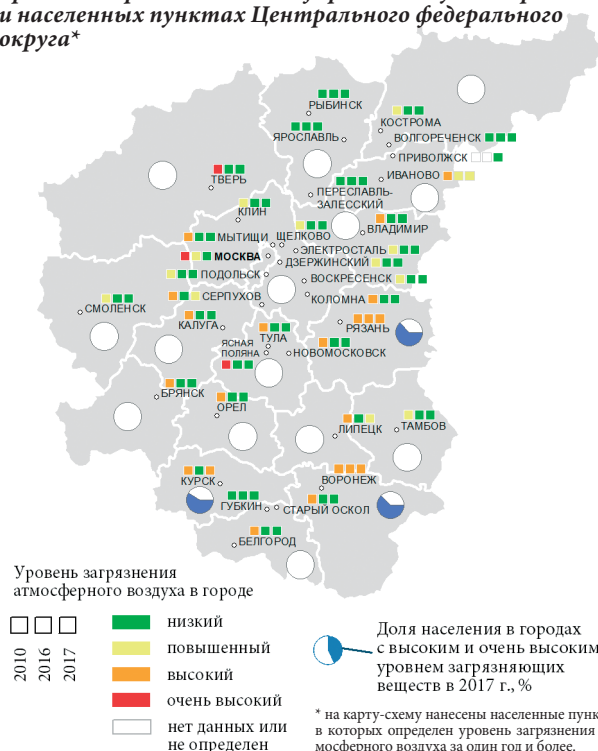 и населенных пунктах Центрального федерального
округа*
РЫБИНСК
КОСТРОМА
ЯРОСЛАВЛЬ
ВОЛГОРЕЧЕНСК
ПРИВОЛЖСК
ИВАНОВО
ТВЕРЬ
ПЕРЕСЛАВЛЬ-
ЗАЛЕССКИЙ
КЛИН
ВЛАДИМИР
МЫТИЩИ
ЩЕЛКОВО
ЭЛЕКТРОСТАЛЬ
МОСКВА
ДЗЕРЖИНСКИЙ
ПОДОЛЬСК
ВОСКРЕСЕНСК
СЕРПУХОВ
КОЛОМНА
СМОЛЕНСК
КАЛУГА
РЯЗАНЬ
ТУЛА
ЯСНАЯ
ПОЛЯНА
НОВОМОСКОВСК
БРЯНСК
ОРЕЛ
ЛИПЕЦК
ТАМБОВ
КУРСК
ВОРОНЕЖ
ГУБКИН
СТАРЫЙ ОСКОЛ
БЕЛГОРОД
Уровень загрязнения
атмосферного воздуха в городе
2010
2016
2017
низкий
повышенный
высокий
очень высокий
нет данных или
не определен
Доля населения в городах
с высоким и очень высоким
уровнем загрязняющих
веществ в 2017 г., %
* на карту-схему нанесены населенные пунк
в которых определен уровень загрязнения
мосферного воздуха за один год и более.